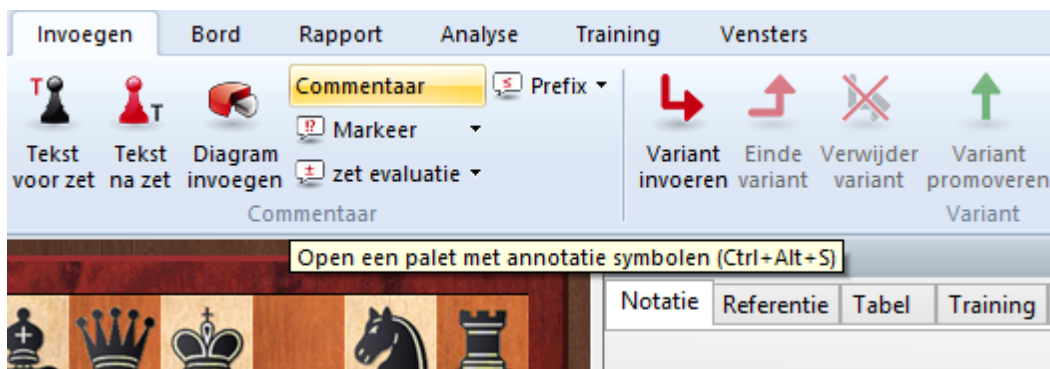 Invoegen Bord Rapport Analyse Training Vensters
T T
Commentaar ≤ Prefix
!? Markeer
± zet evaluatie
Tekst voor zet
Tekst na zet
Diagram invoegen
Variant invoeren
Einde variant
Verwijder variant
Variant promoveren
Commentaar Variant
Open een palet met annotatie symbolen (Ctrl+Alt+S)
Notatie Referentie Tabel Training